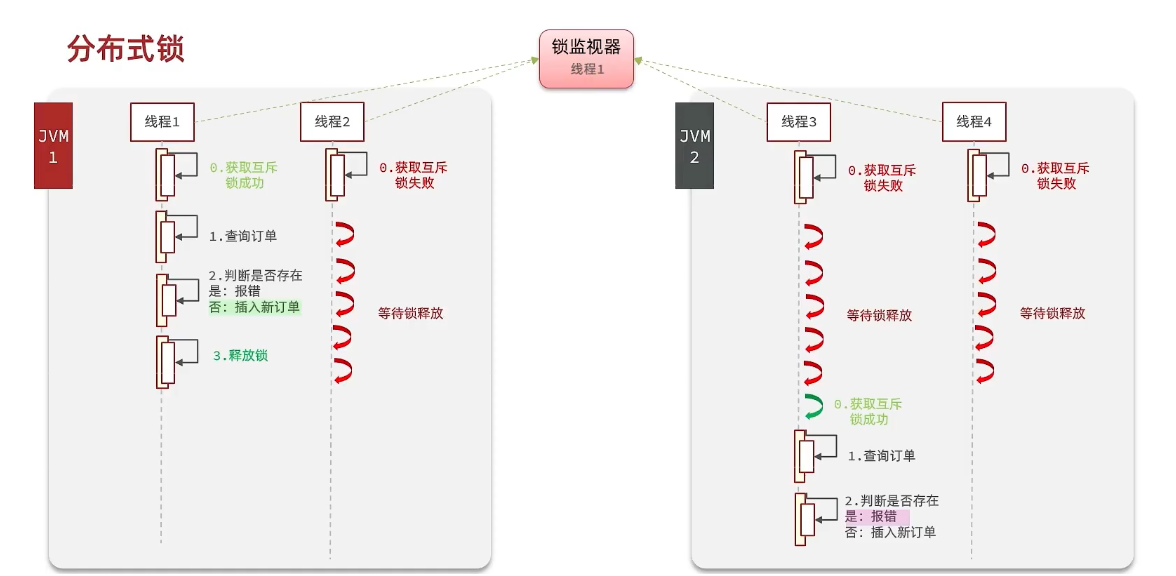 分布式锁
锁监视器
线程1
JVM
1
线程1
0.获取互斥
锁成功
1.查询订单
2.判断是否存在
是：报错
否：插入新订单
3.释放锁
线程2
0.获取互斥
锁失败
等待锁释放
JVM
2
线程3
0.获取互斥
锁失败
等待锁释放
0.获取互斥
锁成功
1.查询订单
2.判断是否存在
是：报错
否：插入新订单
线程4
0.获取互斥
锁失败
等待锁释放